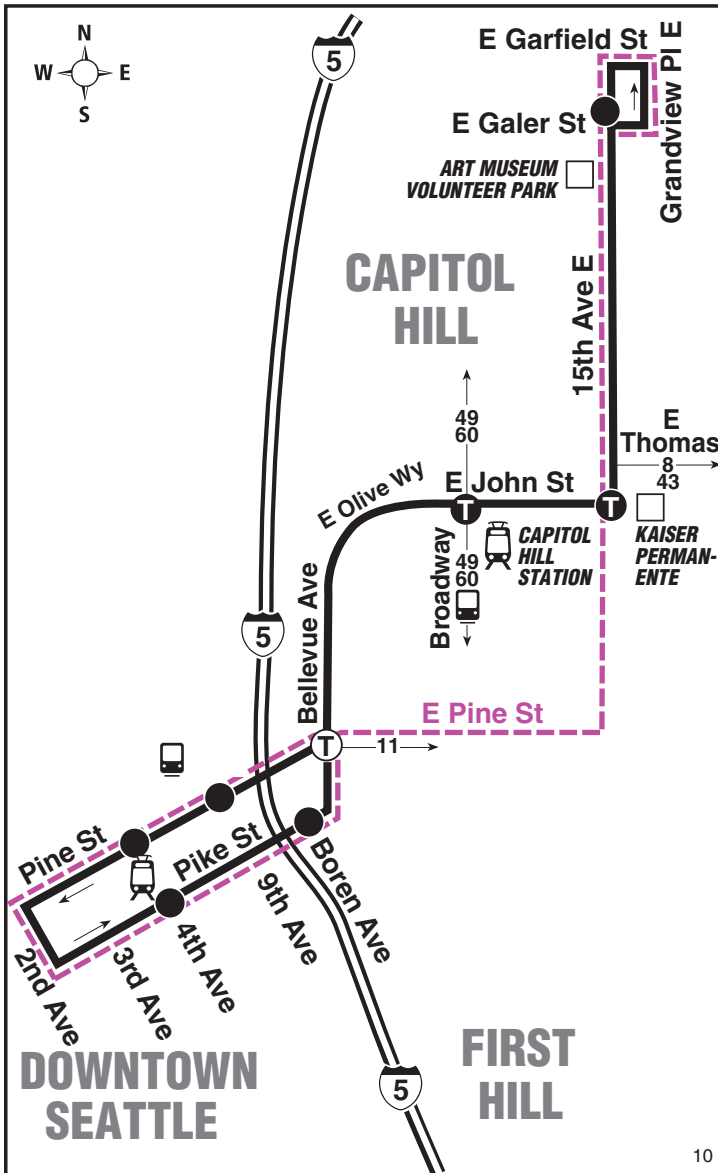 N
W E
S
5
E Garfield St
Grandview Pl E
E Galer St
ART MUSEUM
VOLUNTEER PARK
CAPITOL
HILL
15th Ave E
49
60
E
Thomas
8
43
E Olive Wy
E John St
T
T
CAPITOL
HILL
STATION
KAISER
PERMAN-
ENTE
49
60
Broadway
5
Bellevue Ave
E Pine St
T
11
Pine St
Pike St
Boren Ave
9th Ave
4th Ave
3rd Ave
2nd Ave
DOWNTOWN
SEATTLE
FIRST
HILL
5
10